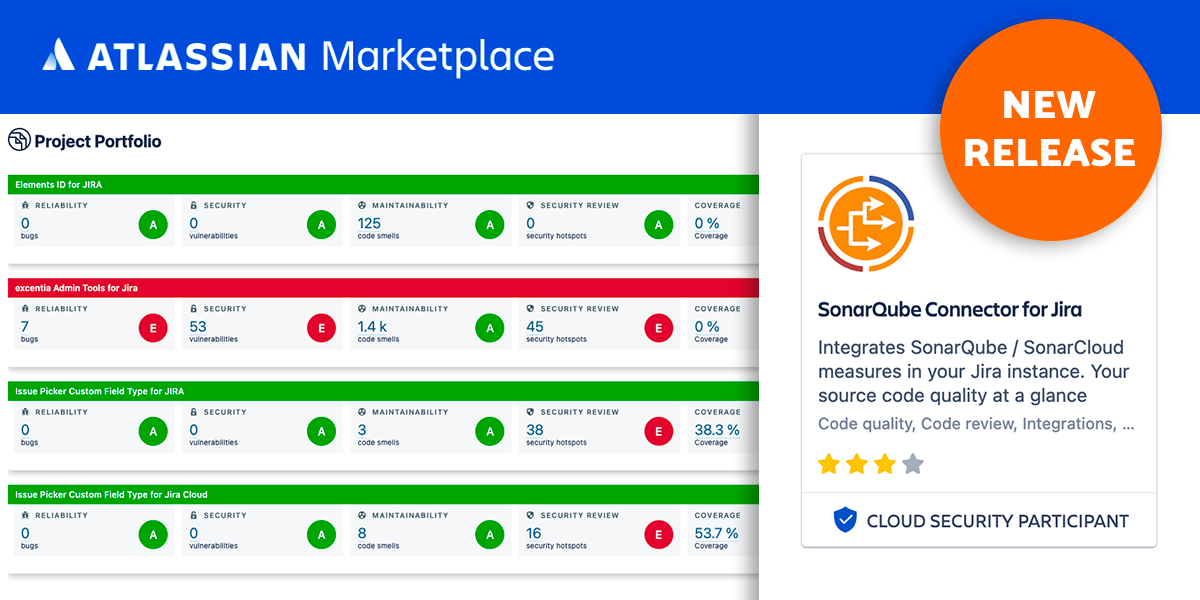 ATLASSIAN Marketplace
NEW
RELEASE
Project Portfolio
Elements ID for JIRA
RELIABILITY SECURITY MAINTAINABILITY SECURITY REVIEW COVERAGE
0 A 0 A 125 A 0 A 0 %
bugs vulnerabilities code smells security hotspots Coverage
excentia Admin Tools for Jira
RELIABILITY SECURITY MAINTAINABILITY SECURITY REVIEW COVERAGE
7 E 53 E 1.4 k A 45 E 0 %
bugs vulnerabilities code smells security hotspots Coverage
Issue Picker Custom Field Type for JIRA
RELIABILITY SECURITY MAINTAINABILITY SECURITY REVIEW COVERAGE
0 A 0 A 3 A 38 E 38.3 %
bugs vulnerabilities code smells security hotspots Coverage
Issue Picker Custom Field Type for Jira Cloud
RELIABILITY SECURITY MAINTAINABILITY SECURITY REVIEW COVERAGE
0 A 0 A 8 A 16 E 53.7 %
bugs vulnerabilities code smells security hotspots Coverage
SonarQube Connector for Jira
Integrates SonarQube / SonarCloud
measures in your Jira instance. Your
source code quality at a glance
Code quality, Code review, Integrations, ...
CLOUD SECURITY PARTICIPANT